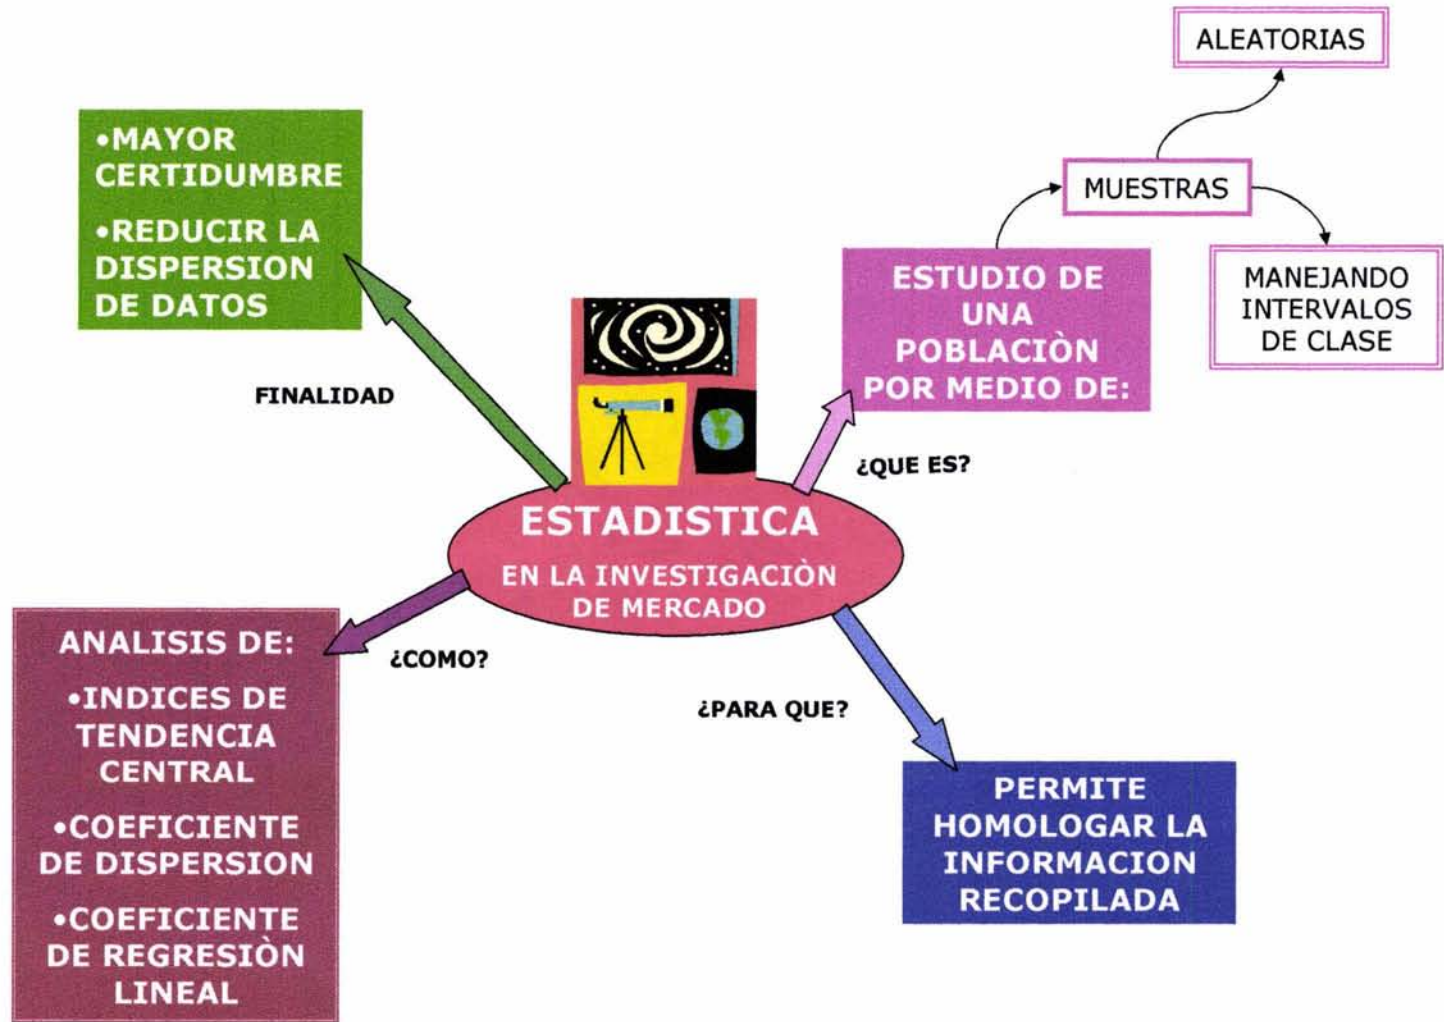 ALEATORIAS
MUESTRAS
MANEJANDO
INTERVALOS
DE CLASE
•MAYOR
CERTIDUMBRE
•REDUCIR LA
DISPERSION
DE DATOS
ESTUDIO DE
UNA
POBLACIÒN
POR MEDIO DE:
FINALIDAD
¿QUE ES?
ESTADISTICA
EN LA INVESTIGACIÒN
DE MERCADO
¿COMO?
¿PARA QUE?
ANALISIS DE:
•INDICES DE
TENDENCIA
CENTRAL
•COEFICIENTE
DE DISPERSION
•COEFICIENTE
DE REGRESIÒN
LINEAL
PERMITE
HOMOLOGAR LA
INFORMACION
RECOPILADA